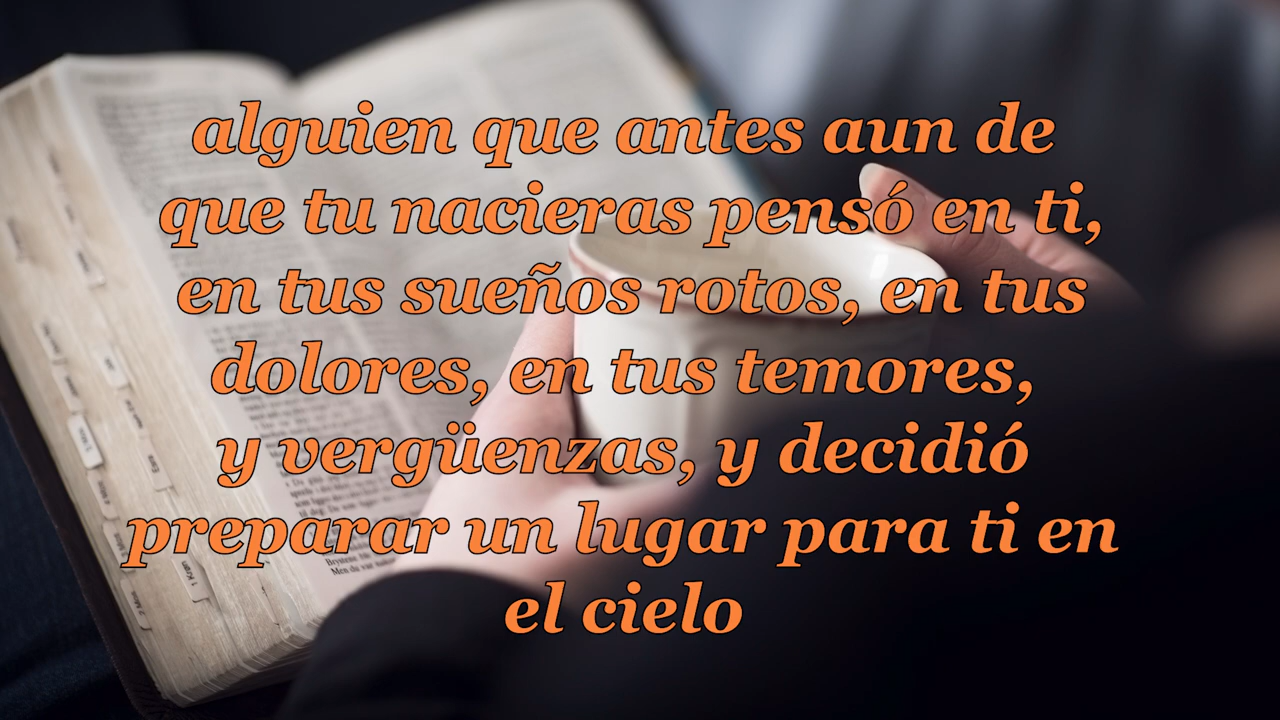 alguien que antes aun de
que tu nacieras pensó en ti,
en tus sueños rotos, en tus
dolores, en tus temores,
y vergüenzas, y decidió
preparar un lugar para ti en
el cielo